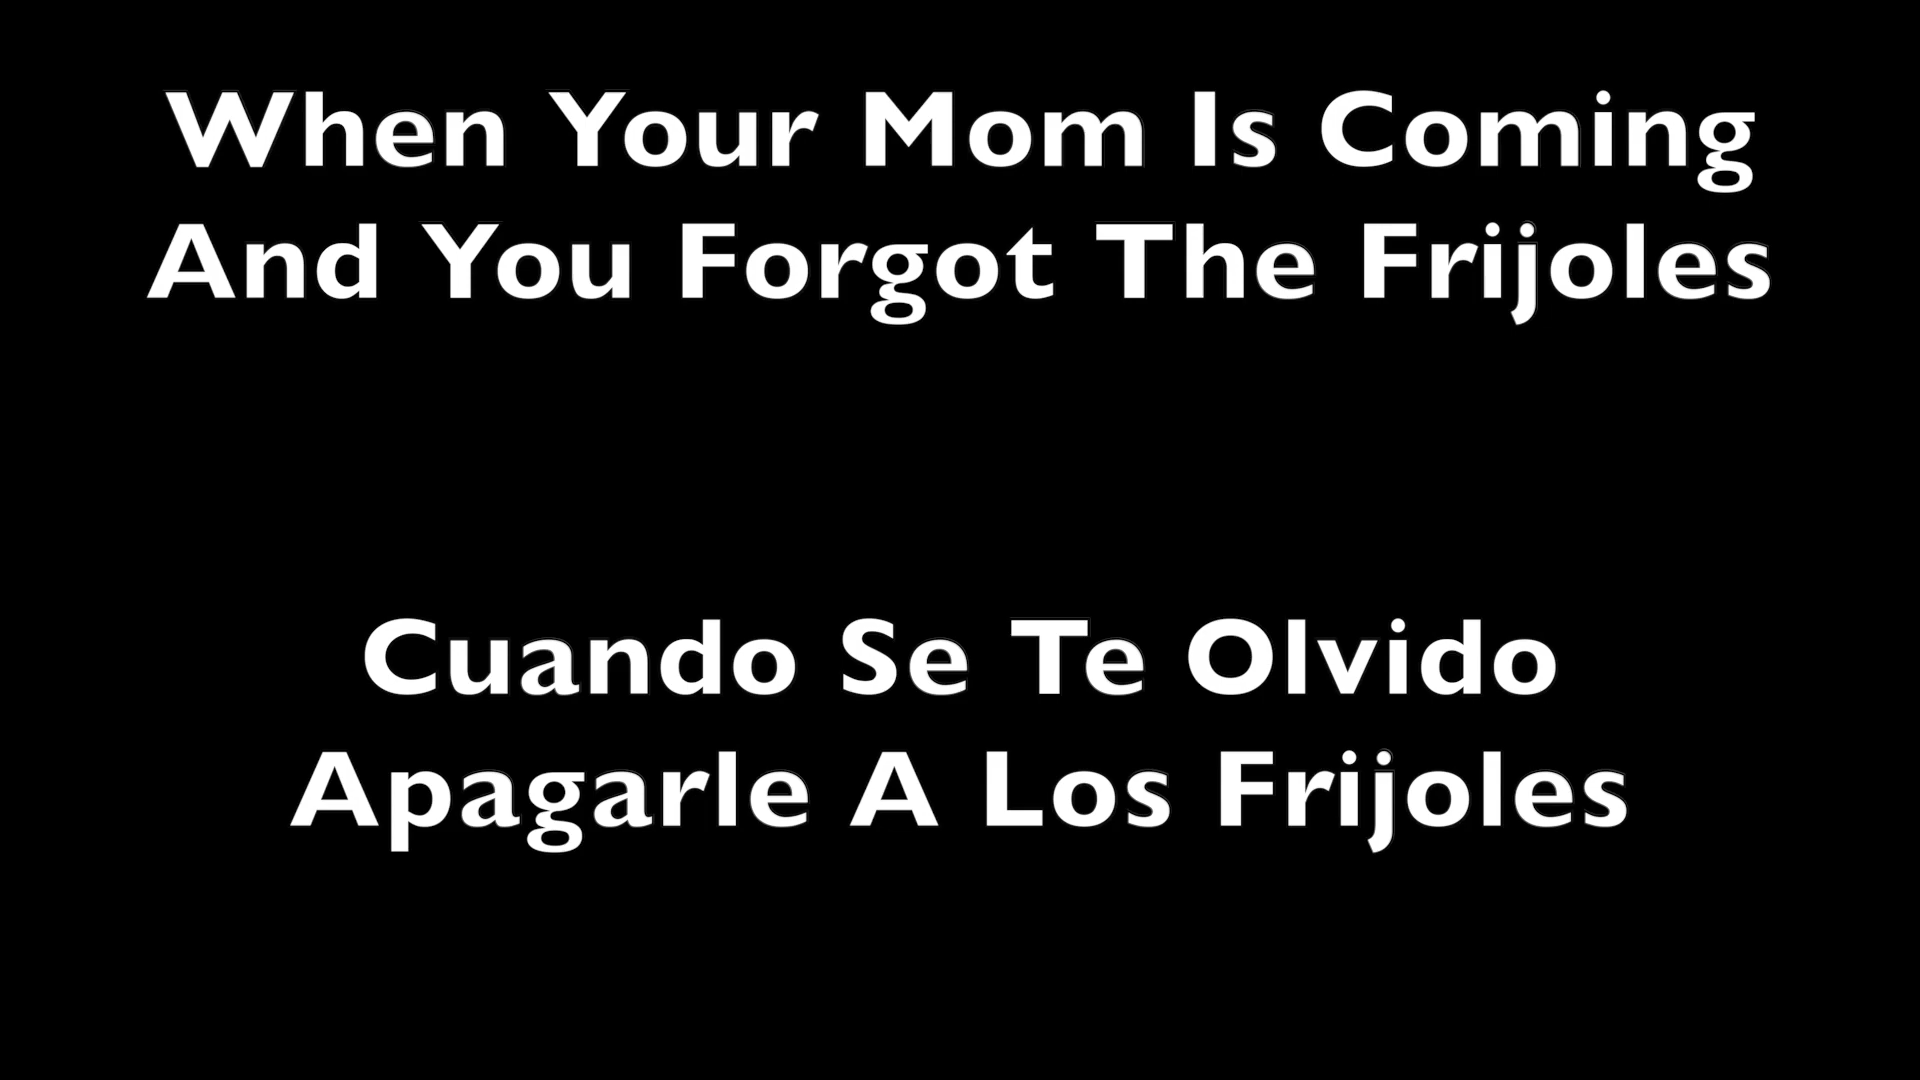 When Your Mom Is Coming
And You Forgot The Frijoles
Cuando Se Te Olvido
Apagarle A Los Frijoles